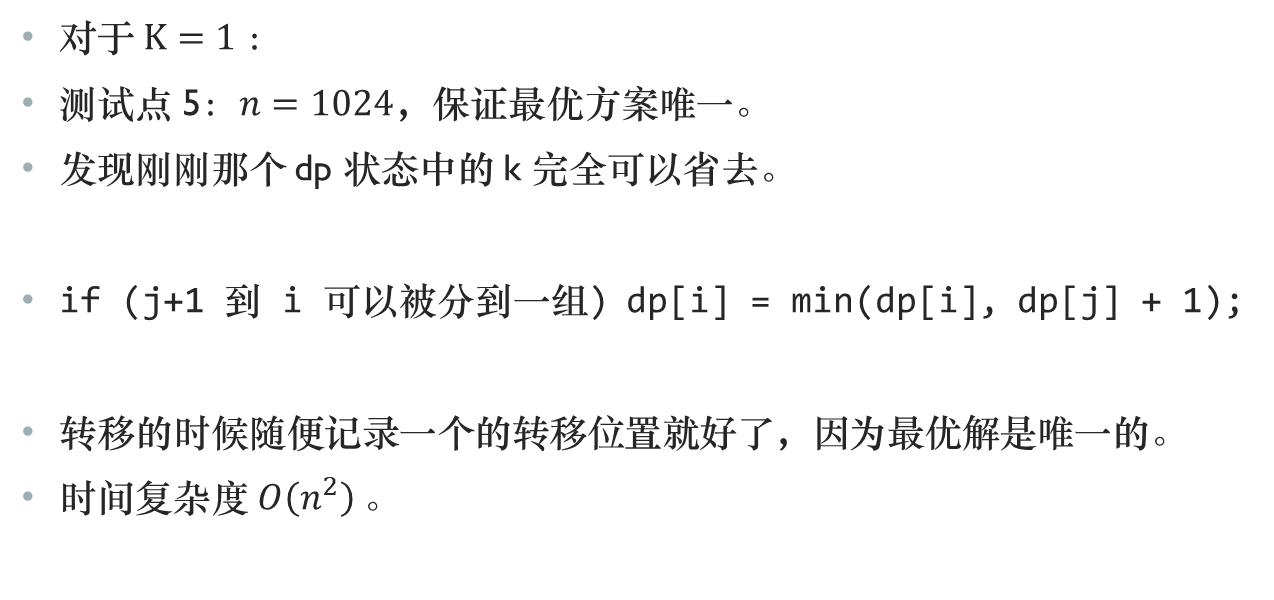 • 对于 K = 1：
• 测试点 5：n = 1024，保证最优方案唯一。
• 发现刚刚那个 dp 状态中的 k 完全可以省去。
• if (j+1 到 i 可以被分到一组) dp[i] = min(dp[i], dp[j] + 1);
• 转移的时候随便记录一个的转移位置就好了，因为最优解是唯一的。
• 时间复杂度 O(n²) 。